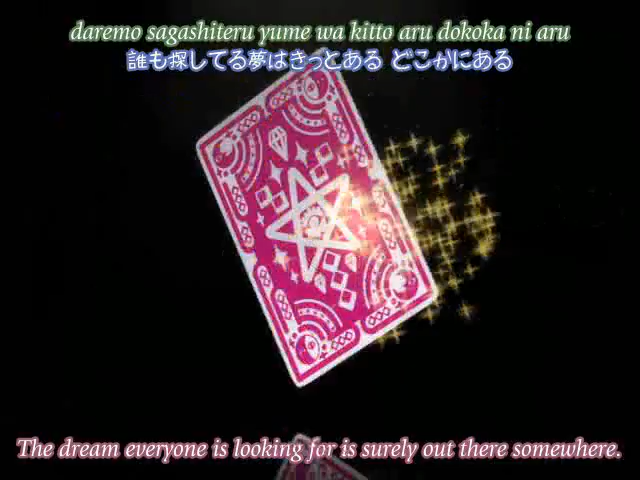 daremo sagashiteru yume wa kitto aru dokoka ni aru
誰も探してる夢はきっとある どこかにある
The dream everyone is looking for is surely out there somewhere.